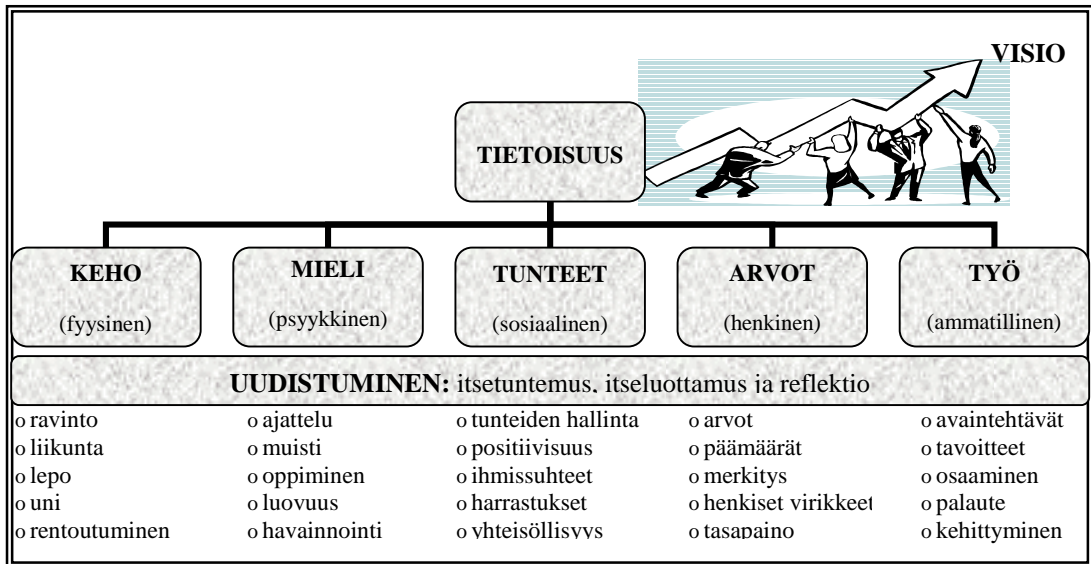 VISIO
TIETOISUUS
KEHO
(fyysinen)
MIELI
(psyykkinen)
TUNTEET
(sosiaalinen)
ARVOT
(henkinen)
TYÖ
(ammatillinen)
UUDISTUMINEN: itsetuntemus, itseluottamus ja reflektio
o ravinto
o liikunta
o lepo
o uni
o rentoutuminen
o ajattelu
o muisti
o oppiminen
o luovuus
o havainnointi
o tunteiden hallinta
o positiivisuus
o ihmissuhteet
o harrastukset
o yhteisöllisyys
o arvot
o päämäärät
o merkitys
o henkiset virikkeet
o tasapaino
o avaintehtävät
o tavoitteet
o osaaminen
o palaute
o kehittyminen